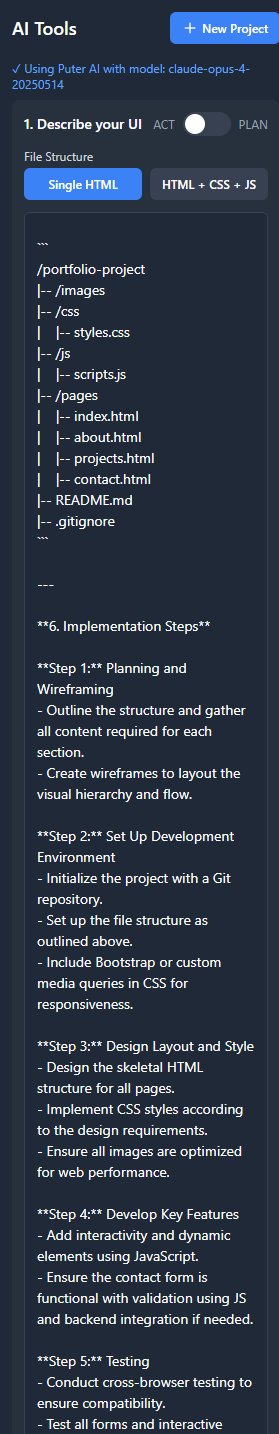 AI Tools
+ New Project
✓ Using Puter AI with model: claude-opus-4-
20250514
1. Describe your UI ACT PLAN
File Structure
Single HTML HTML + CSS + JS
```
/portfolio-project
|-- /images
|-- /css
|   |-- styles.css
|-- /js
|   |-- scripts.js
|-- /pages
|   |-- index.html
|   |-- about.html
|   |-- projects.html
|   |-- contact.html
|-- README.md
|-- .gitignore
```
---
**6. Implementation Steps**
**Step 1:** Planning and
Wireframing
- Outline the structure and gather
all content required for each
section.
- Create wireframes to layout the
visual hierarchy and flow.
**Step 2:** Set Up Development
Environment
- Initialize the project with a Git
repository.
- Set up the file structure as
outlined above.
- Include Bootstrap or custom
media queries in CSS for
responsiveness.
**Step 3:** Design Layout and Style
- Design the skeletal HTML
structure for all pages.
- Implement CSS styles according
to the design requirements.
- Ensure all images are optimized
for web performance.
**Step 4:** Develop Key Features
- Add interactivity and dynamic
elements using JavaScript.
- Ensure the contact form is
functional with validation using JS
and backend integration if needed.
**Step 5:** Testing
- Conduct cross-browser testing to
ensure compatibility.
- Test all forms and interactive